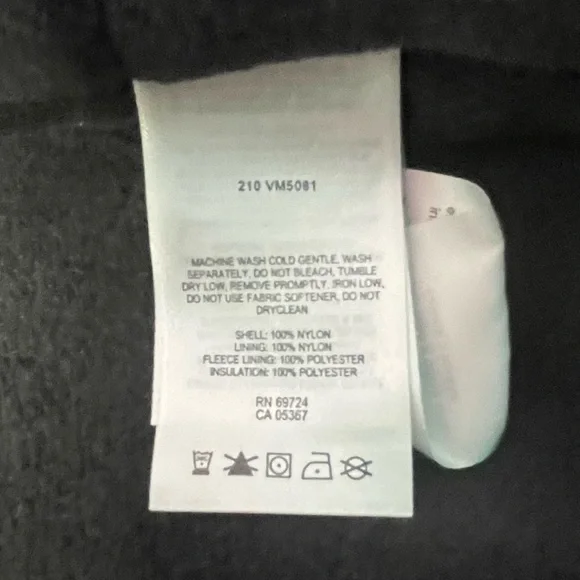 210 VM5081
MACHINE WASH COLD GENTLE, WASH
SEPARATELY, DO NOT BLEACH, TUMBLE
DRY LOW, REMOVE PROMPTLY, IRON LOW,
DO NOT USE FABRIC SOFTENER, DO NOT
DRYCLEAN
SHELL: 100% NYLON
LINING: 100% NYLON
FLEECE LINING: 100% POLYESTER
INSULATION: 100% POLYESTER
RN 69724
CA 05367